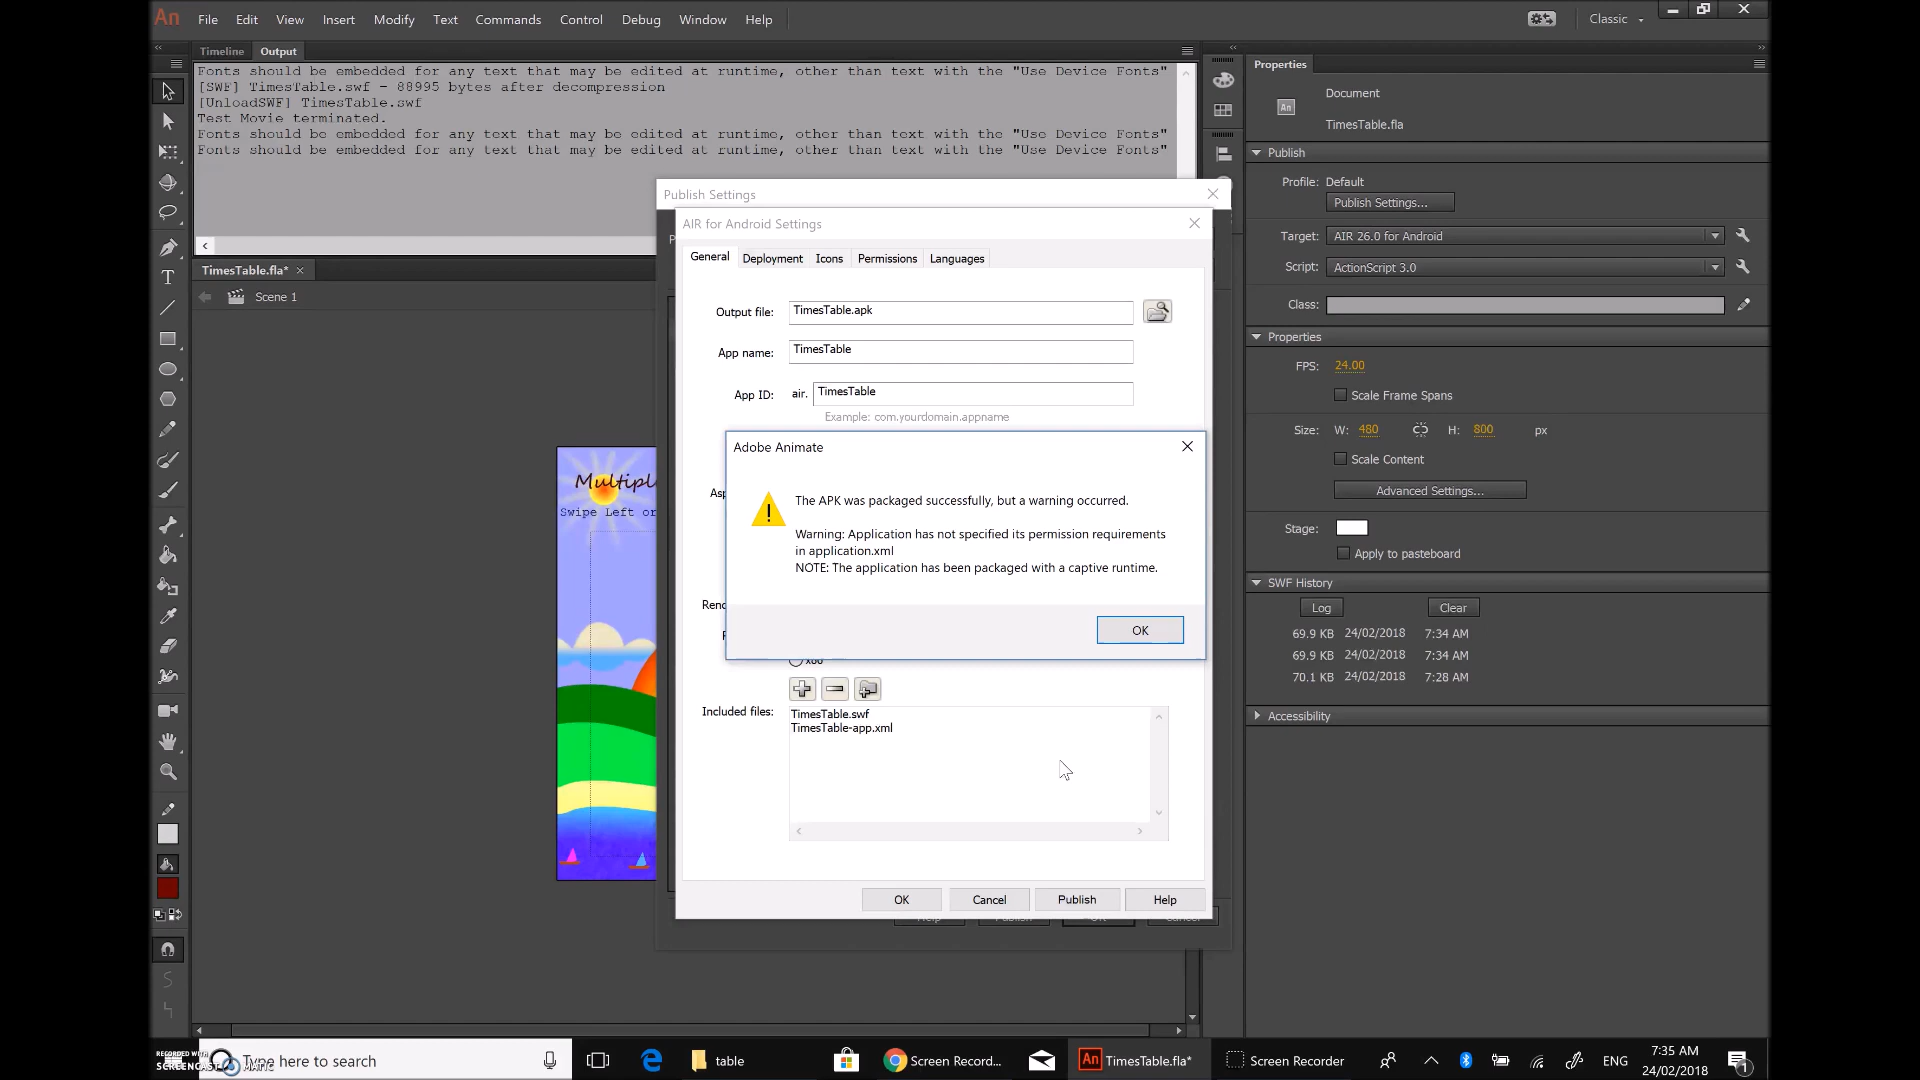 An File Edit View Insert Modify Text Commands Control Debug Window Help Classic
Timeline Output
Fonts should be embedded for any text that may be edited at runtime, other than text with the "Use Device Fonts"
[SWF] TimesTable.swf - 88995 bytes after decompression
[UnloadSWF] TimesTable.swf
Test Movie terminated.
Fonts should be embedded for any text that may be edited at runtime, other than text with the "Use Device Fonts"
Fonts should be embedded for any text that may be edited at runtime, other than text with the "Use Device Fonts"
TimesTable.fla*
Scene 1
Swipe Left or
Publish Settings
AIR for Android Settings
General Deployment Icons Permissions Languages
Output file: TimesTable.apk
App name: TimesTable
App ID: air. TimesTable
Example: com.yourdomain.appname
Adobe Animate
The APK was packaged successfully, but a warning occurred.
Warning: Application has not specified its permission requirements
in application.xml
NOTE: The application has been packaged with a captive runtime.
OK
Included files:
TimesTable.swf
TimesTable-app.xml
OK Cancel Publish Help
Properties
An Document
TimesTable.fla
Publish
Profile: Default
Publish Settings...
Target: AIR 26.0 for Android
Script: ActionScript 3.0
Class:
Properties
FPS: 24.00
Scale Frame Spans
Size: W: 480 H: 800 px
Scale Content
Advanced Settings...
Stage:
Apply to pasteboard
SWF History
Log Clear
69.9 KB 24/02/2018 7:34 AM
69.9 KB 24/02/2018 7:34 AM
70.1 KB 24/02/2018 7:28 AM
Accessibility
RECORDED WITH
SCREENCAST MATIC
Type here to search
table
Screen Record...
An TimesTable.fla*
Screen Recorder
ENG
7:35 AM
24/02/2018
1